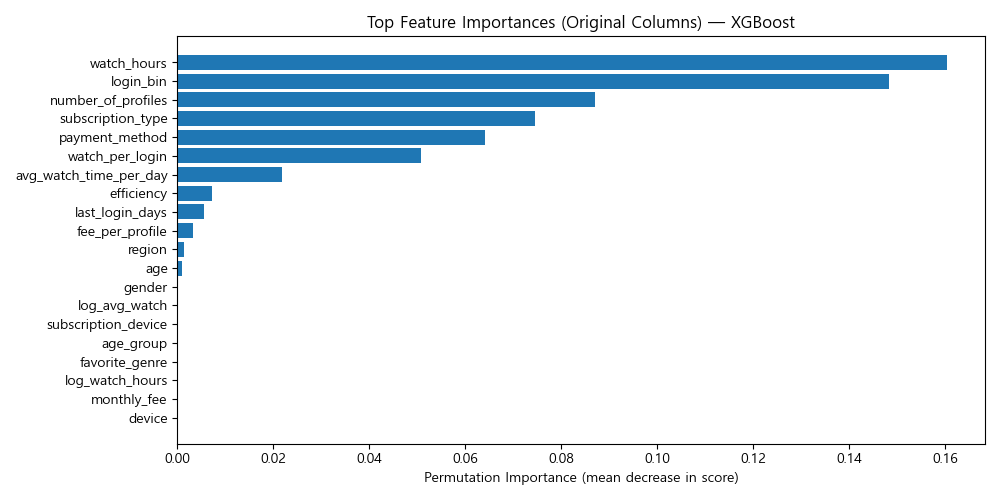 Top Feature Importances (Original Columns) — XGBoost
watch_hours
login_bin
number_of_profiles
subscription_type
payment_method
watch_per_login
avg_watch_time_per_day
efficiency
last_login_days
fee_per_profile
region
age
gender
log_avg_watch
subscription_device
age_group
favorite_genre
log_watch_hours
monthly_fee
device
0.00 0.02 0.04 0.06 0.08 0.10 0.12 0.14 0.16
Permutation Importance (mean decrease in score)